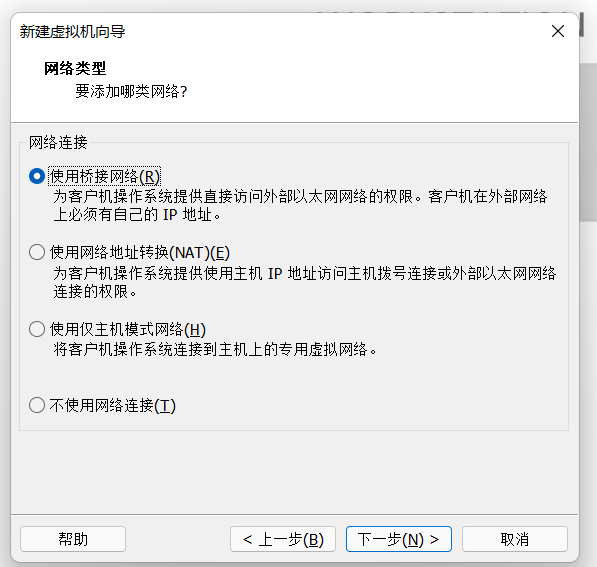 新建虚拟机向导
网络类型
要添加哪类网络?
网络连接
使用桥接网络(R)
为客户机操作系统提供直接访问外部以太网网络的权限。客户机在外部网络
上必须有自己的 IP 地址。
使用网络地址转换(NAT)(E)
为客户机操作系统提供使用主机 IP 地址访问主机拨号连接或外部以太网网络
连接的权限。
使用仅主机模式网络(H)
将客户机操作系统连接到主机上的专用虚拟网络。
不使用网络连接(T)
帮助
< 上一步(B)
下一步(N) >
取消